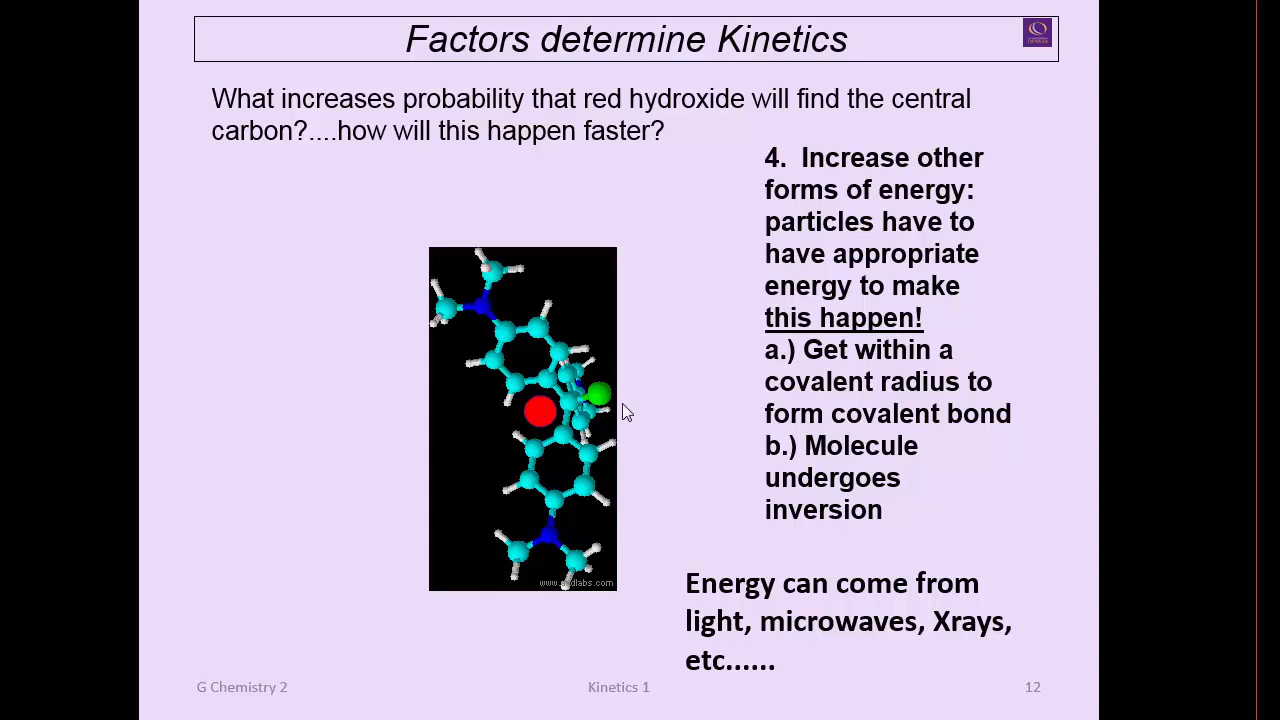 Factors determine Kinetics
What increases probability that red hydroxide will find the central
carbon?....how will this happen faster?
4. Increase other
forms of energy:
particles have to
have appropriate
energy to make
this happen!
a.) Get within a
covalent radius to
form covalent bond
b.) Molecule
undergoes
inversion
Energy can come from
light, microwaves, Xrays,
etc......
G Chemistry 2
Kinetics 1
12